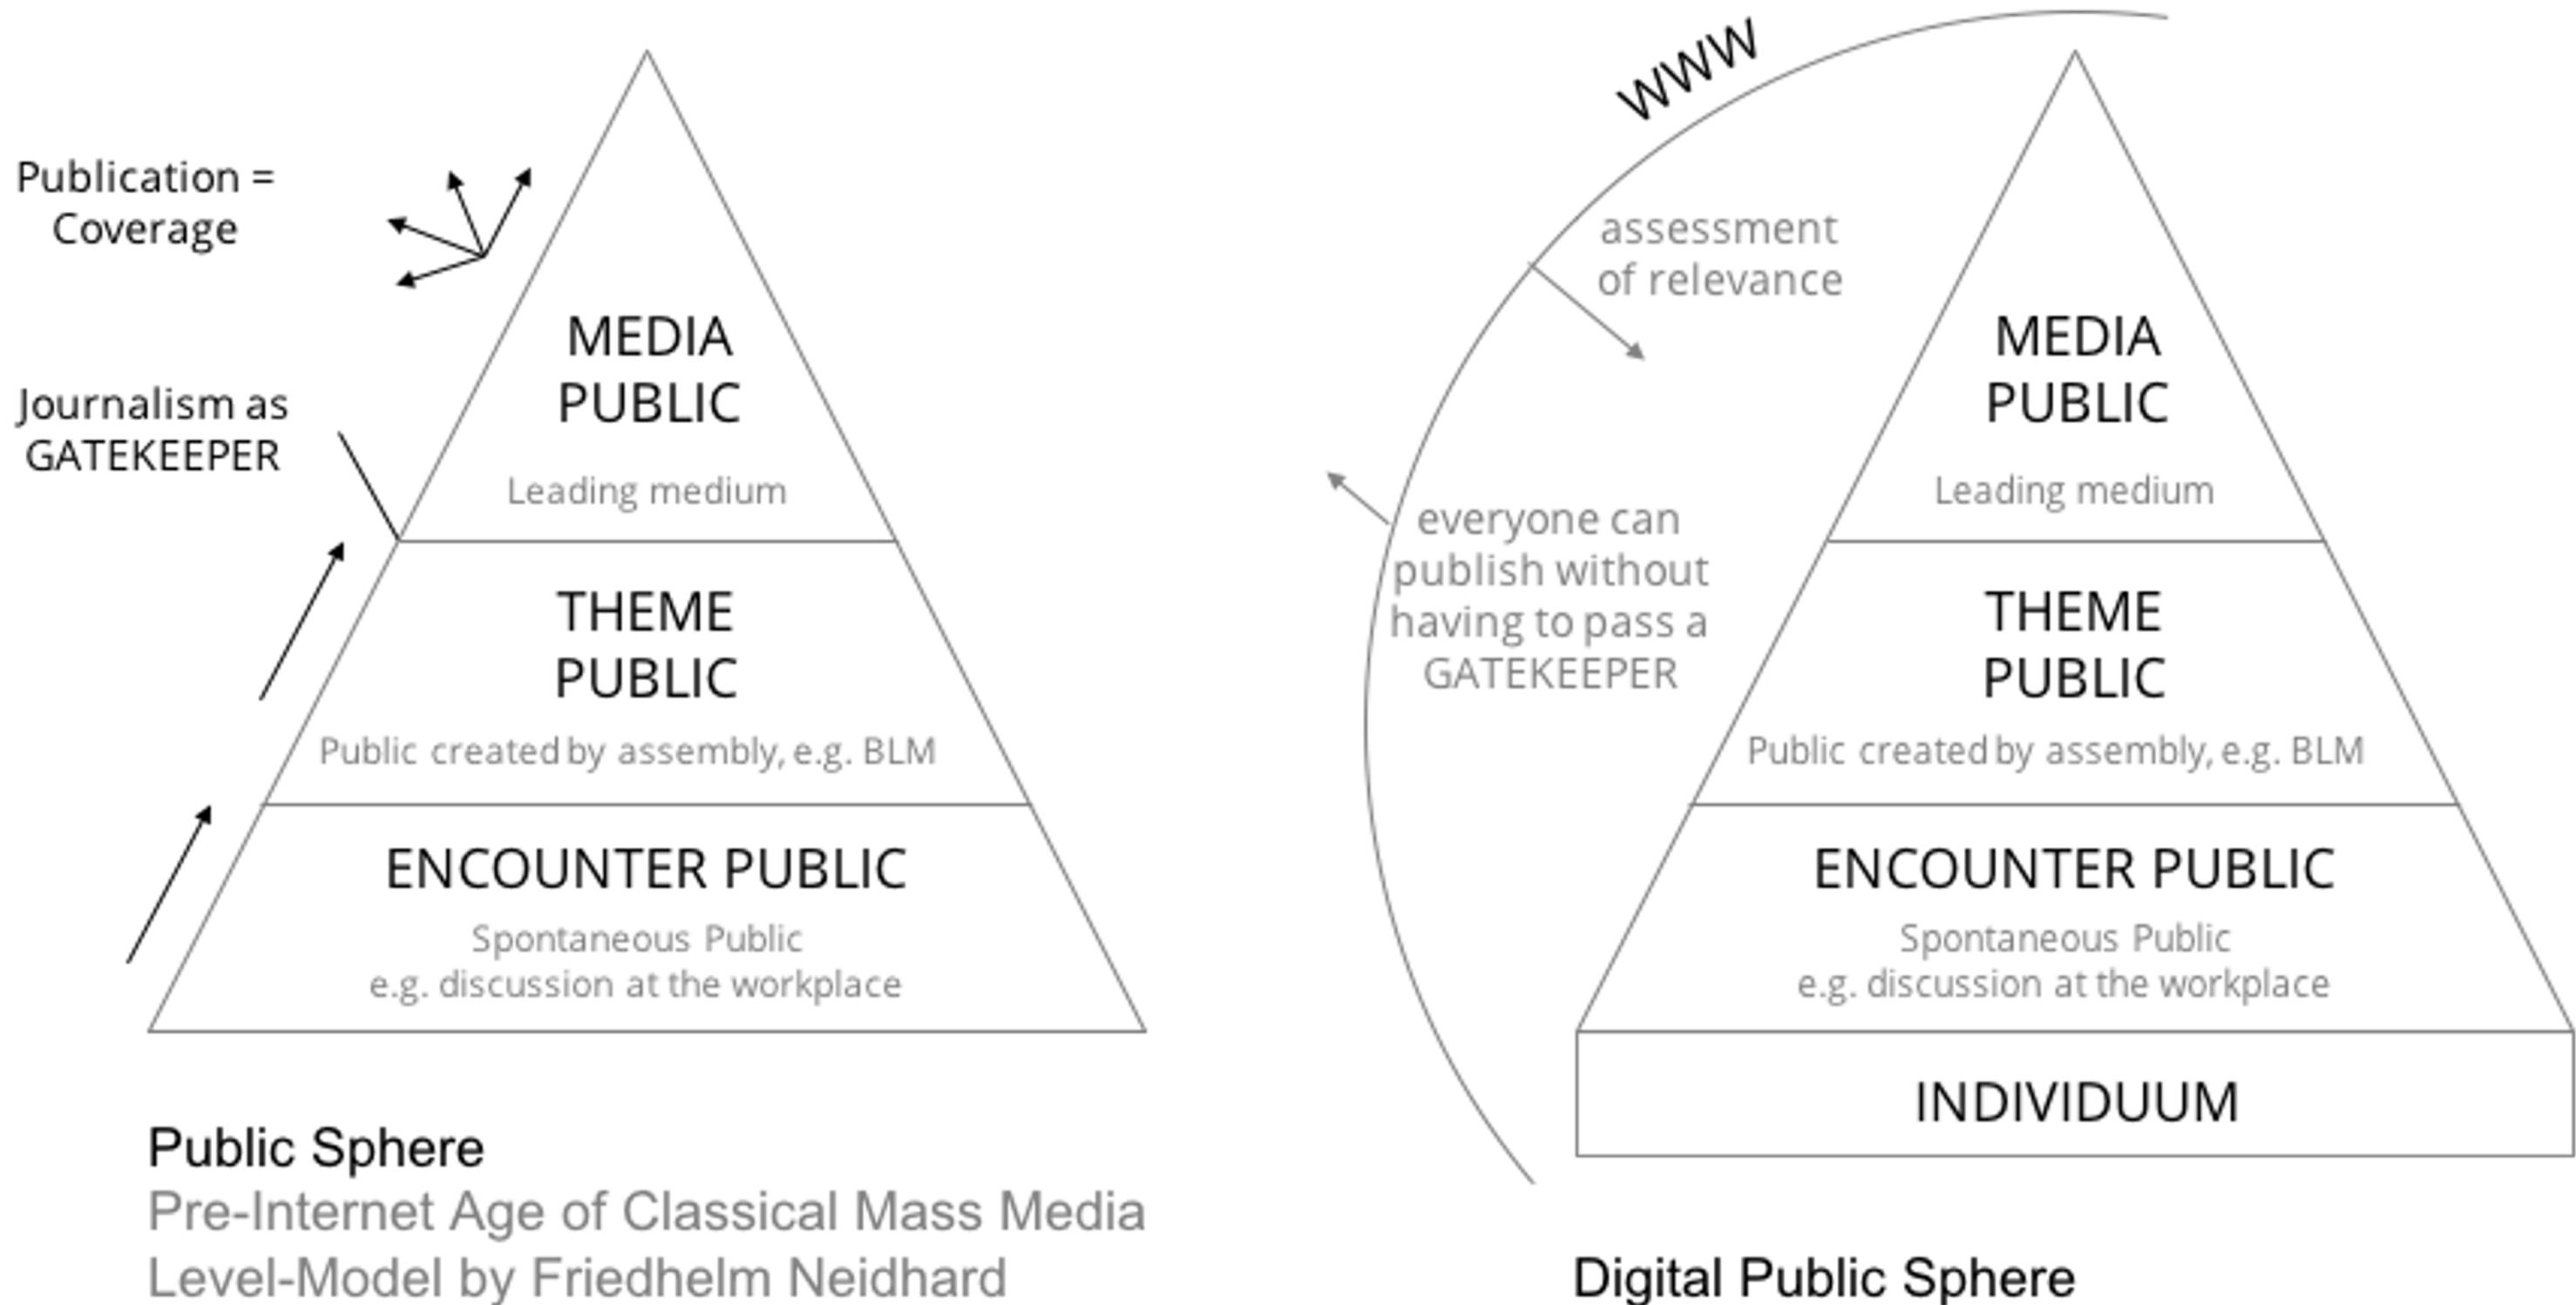 Publication =
Coverage
Journalism as
GATEKEEPER
MEDIA
PUBLIC
Leading medium
THEME
PUBLIC
Public created by assembly, e.g. BLM
ENCOUNTER PUBLIC
Spontaneous Public
e.g. discussion at the workplace
Public Sphere
Pre-Internet Age of Classical Mass Media
Level-Model by Friedhelm Neidhard
WWW
assessment
of relevance
everyone can
publish without
having to pass a
GATEKEEPER
MEDIA
PUBLIC
Leading medium
THEME
PUBLIC
Public created by assembly, e.g. BLM
ENCOUNTER PUBLIC
Spontaneous Public
e.g. discussion at the workplace
INDIVIDUUM
Digital Public Sphere